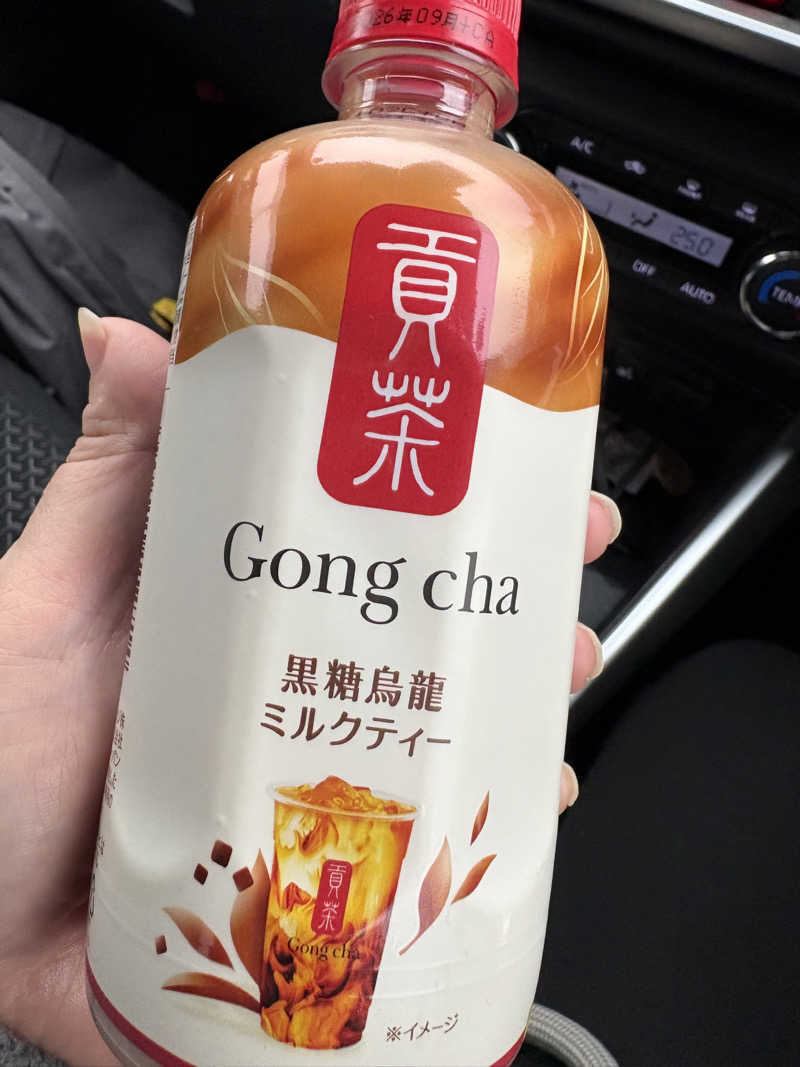 26年09月+CA
貢茶
Gong cha
黒糖烏龍
ミルクティー
貢茶
Gong cha
※イメージ
A/C
25.0
OFF
AUTO